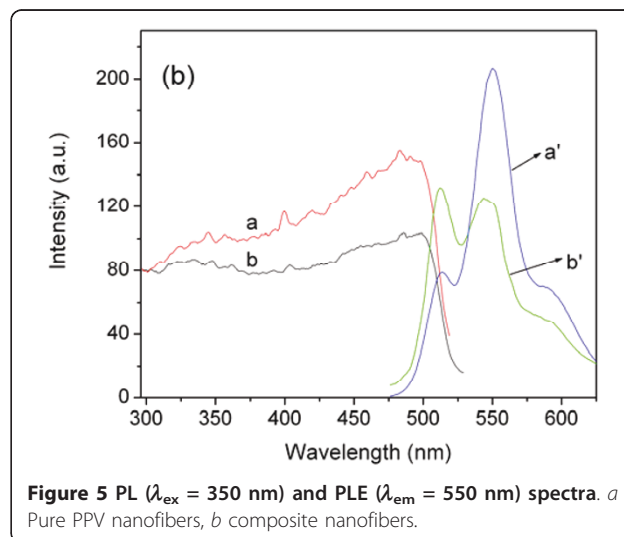 (b)
200
160
120
80
40
0
Intensity (a.u.)
a
b
a'
b'
300 350 400 450 500 550 600
Wavelength (nm)
Figure 5 PL (λex = 350 nm) and PLE (λem = 550 nm) spectra. a
Pure PPV nanofibers, b composite nanofibers.